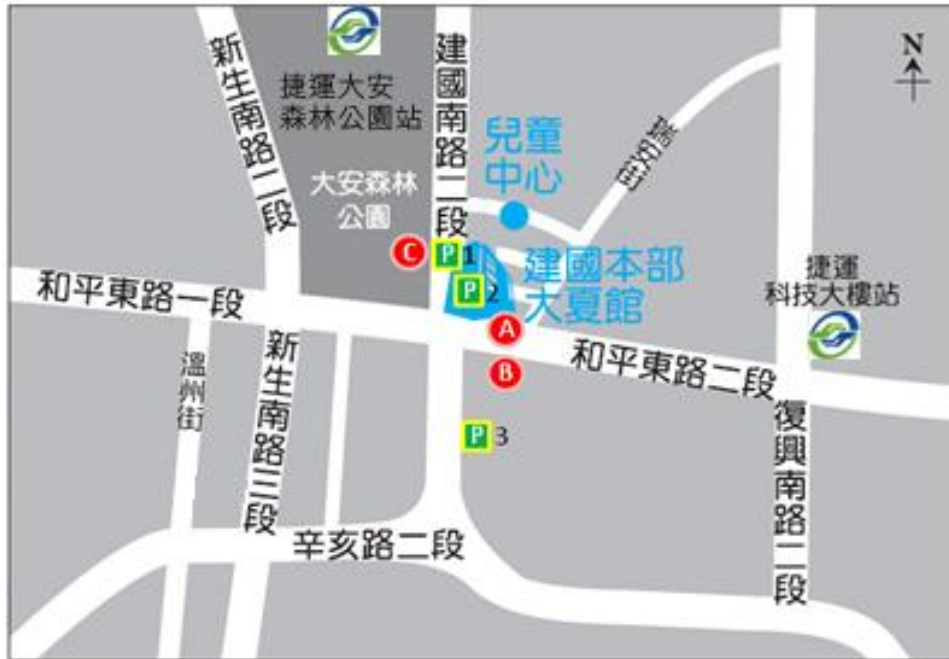 新生南路二段
捷運大安
森林公園站
建國南路二段
N
兒童
中心
瑞安街
大安森林
公園
C
P 1
P 2
建國本部
大夏館
捷運
科技大樓站
和平東路一段
A
B
和平東路二段
溫州街
新生南路三段
P 3
復興南路二段
辛亥路二段